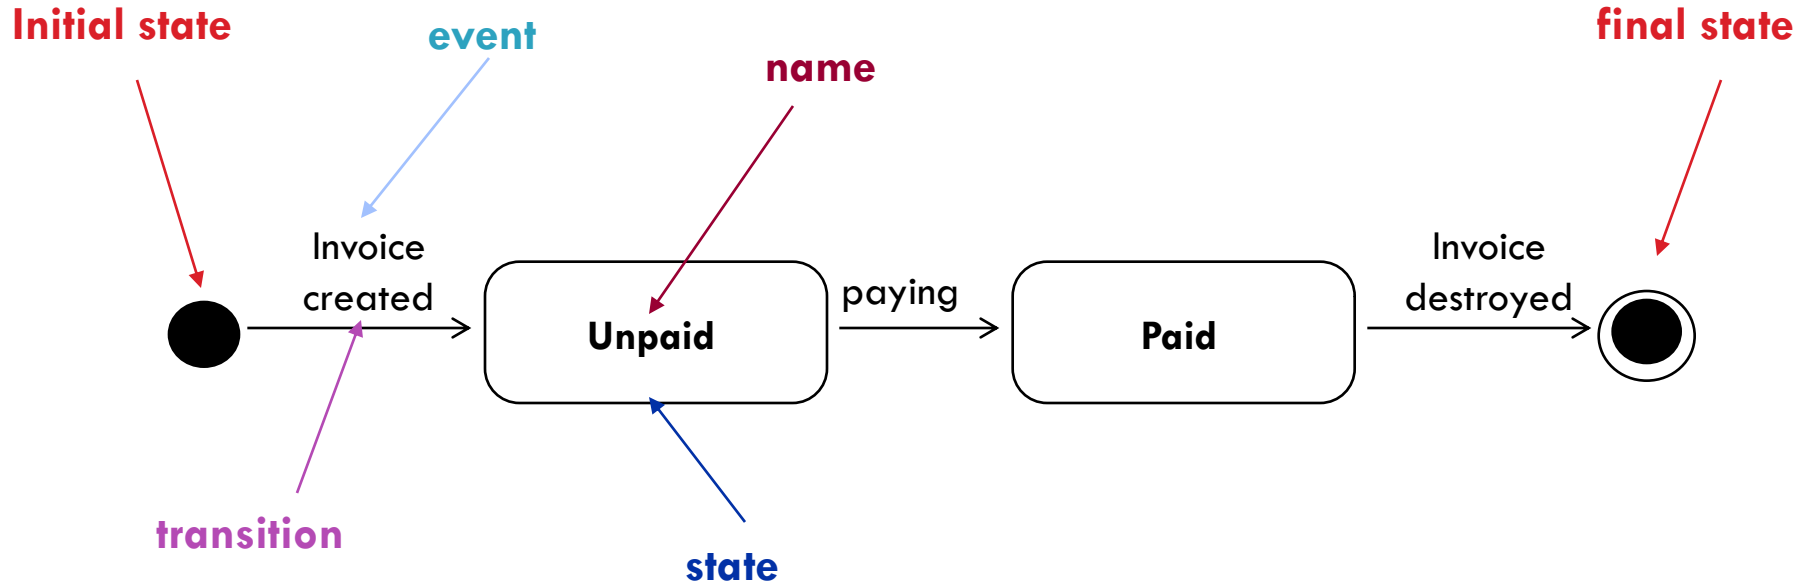 Initial state
event
name
final state
Invoice
created
Unpaid
paying
Paid
Invoice
destroyed
transition
state